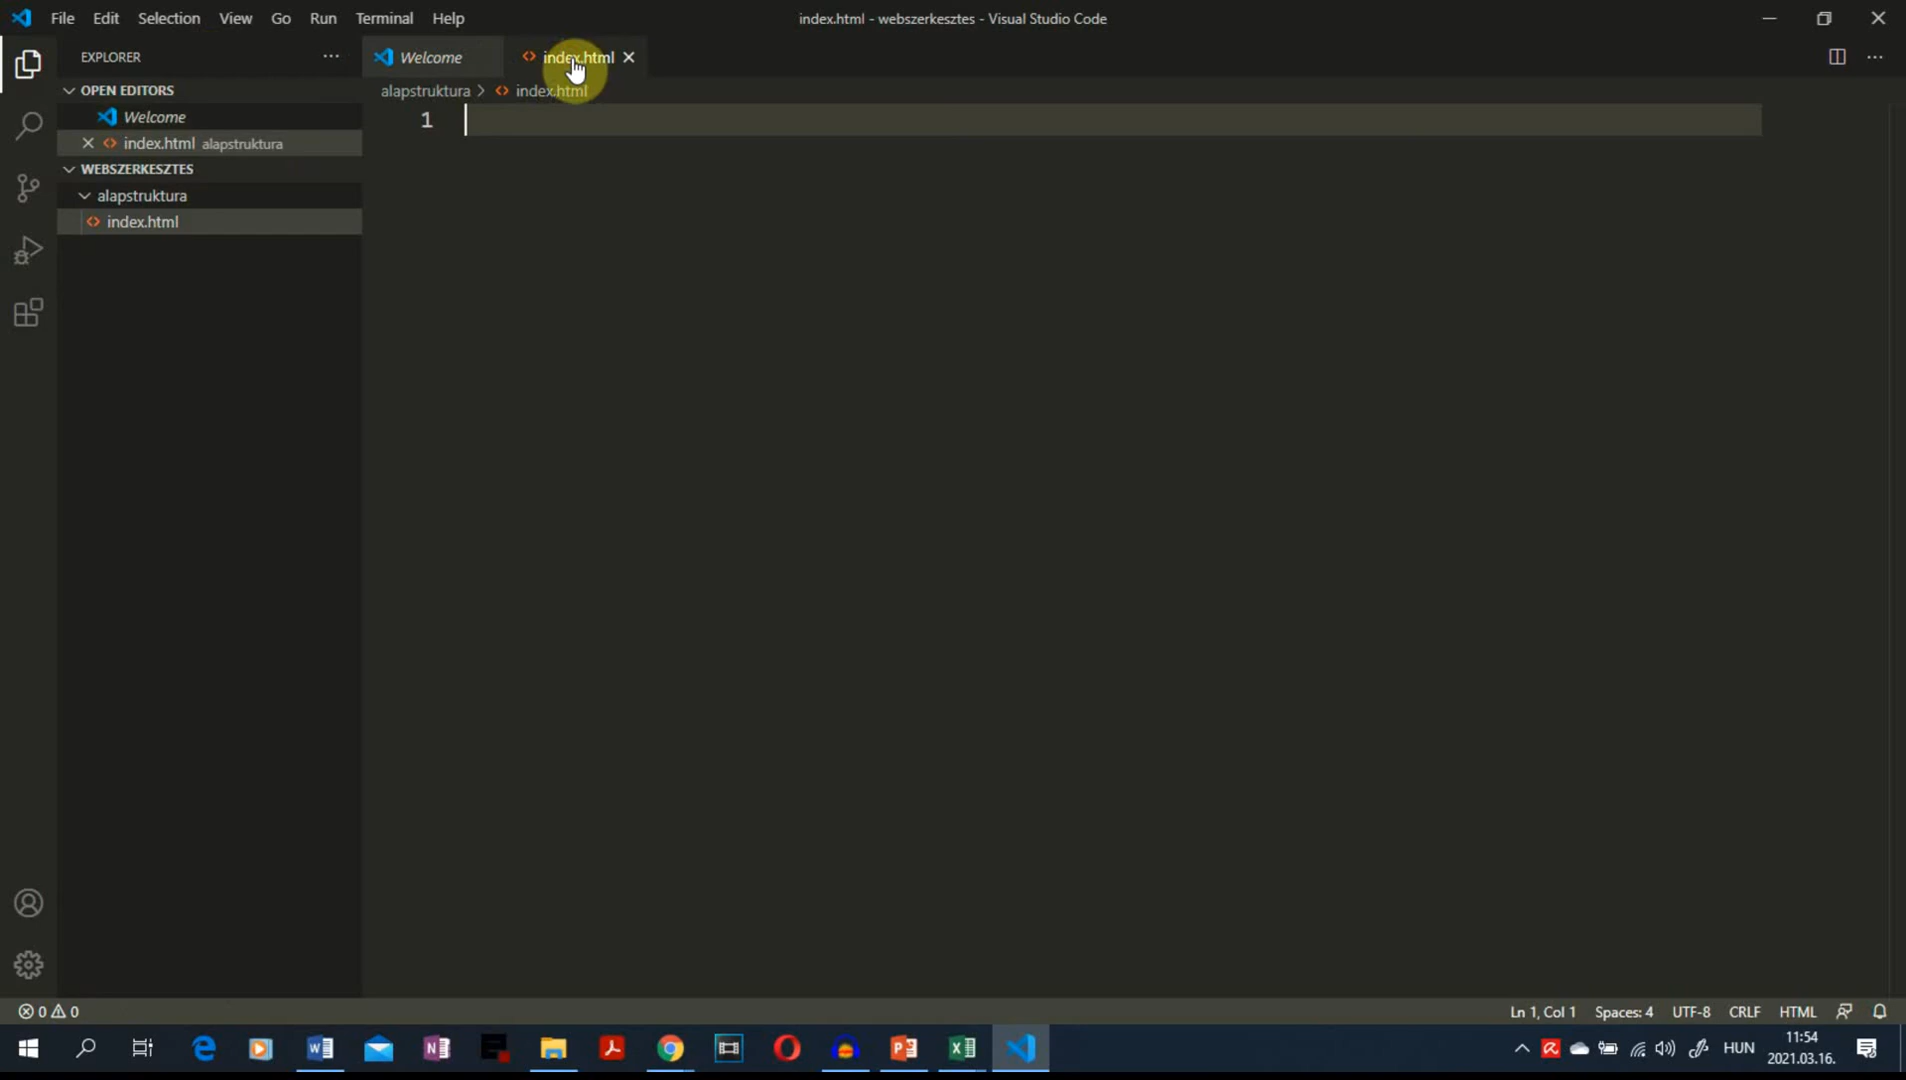 File Edit Selection View Go Run Terminal Help
index.html - webszerkesztes - Visual Studio Code
EXPLORER
Welcome
index.html
OPEN EDITORS
alapstruktura > index.html
Welcome
1
index.html alapstruktura
WEBSZERKESZTES
alapstruktura
index.html
0 0
Ln 1, Col 1 Spaces: 4 UTF-8 CRLF HTML
HUN
11:54
2021.03.16.